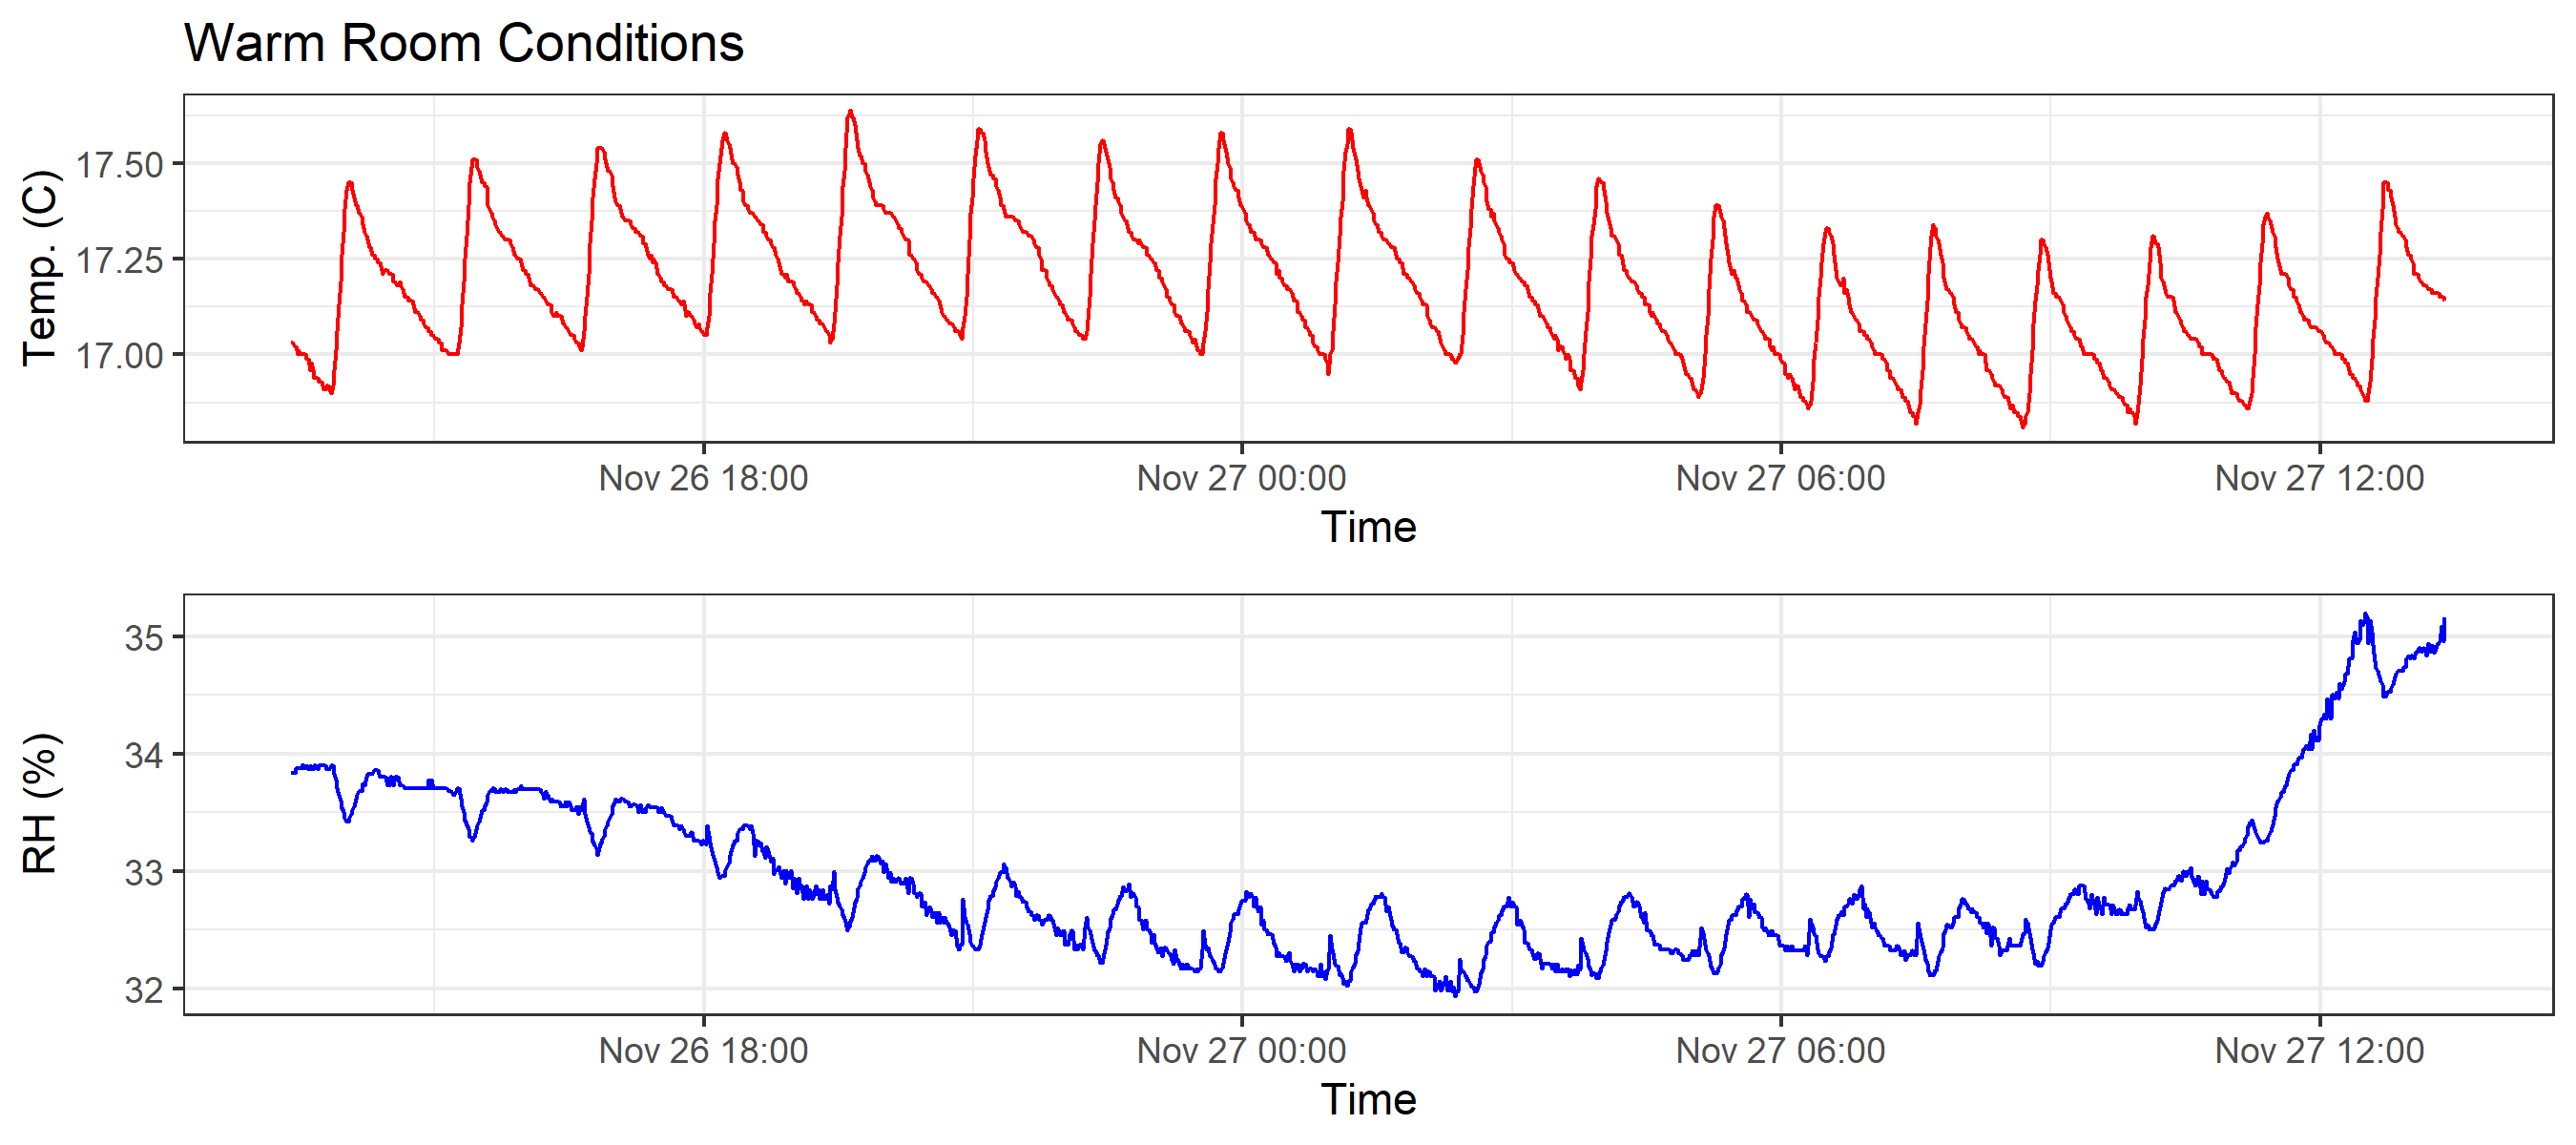 Warm Room Conditions
Temp. (C)
17.50
17.25
17.00
Nov 26 18:00 Nov 27 00:00 Nov 27 06:00 Nov 27 12:00
Time
RH (%)
35
34
33
32
Nov 26 18:00 Nov 27 00:00 Nov 27 06:00 Nov 27 12:00
Time